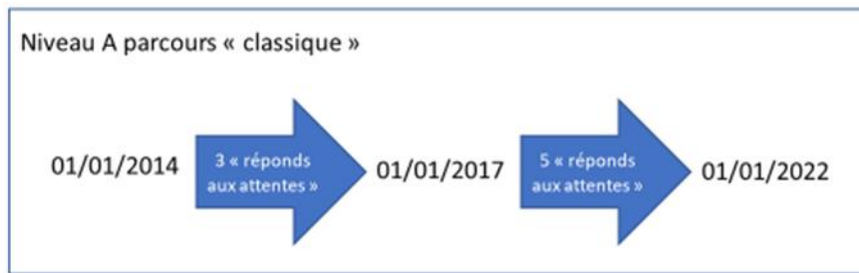 Niveau A parcours « classique »
01/01/2014
3 « réponds
aux attentes »
01/01/2017
5 « réponds
aux attentes »
01/01/2022